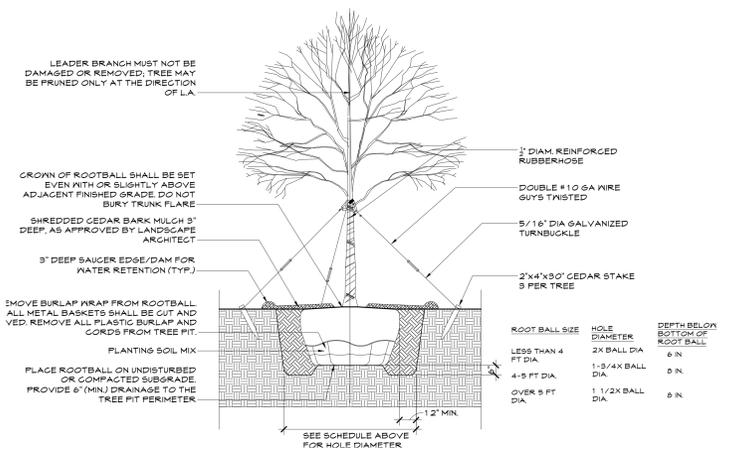 LEADER BRANCH MUST NOT BE
DAMAGED OR REMOVED; TREE MAY
BE PRUNED ONLY AT THE DIRECTION
OF L.A.
CROWN OF ROOTBALL SHALL BE SET
EVEN WITH OR SLIGHTLY ABOVE
ADJACENT FINISHED GRADE. DO NOT
BURY TRUNK FLARE
SHREDDED CEDAR BARK MULCH 3"
DEEP, AS APPROVED BY LANDSCAPE
ARCHITECT
3" DEEP SAUCER EDGE/DAM FOR
WATER RETENTION (TYP.)
EMOVE BURLAP WRAP FROM ROOTBALL.
ALL METAL BASKETS SHALL BE CUT AND
VED. REMOVE ALL PLASTIC BURLAP AND
CORDS FROM TREE PIT.
PLANTING SOIL MIX
PLACE ROOTBALL ON UNDISTURBED
OR COMPACTED SUBGRADE.
PROVIDE 6" (MIN.) DRAINAGE TO THE
TREE PIT PERIMETER
1/2" DIAM. REINFORCED
RUBBERHOSE
DOUBLE #10 GA WIRE
GUYS TWISTED
5/16" DIA GALVANIZED
TURNBUCKLE
2"x4"x30" CEDAR STAKE
3 PER TREE
6"
12" MIN.
SEE SCHEDULE ABOVE
FOR HOLE DIAMETER
ROOT BALL SIZE HOLE DIAMETER DEPTH BELOW BOTTOM OF ROOT BALL
LESS THAN 4 FT DIA. 2X BALL DIA 6 IN.
4-5 FT DIA. 1-3/4X BALL DIA. 8 IN.
OVER 5 FT DIA. 1 1/2X BALL DIA. 8 IN.